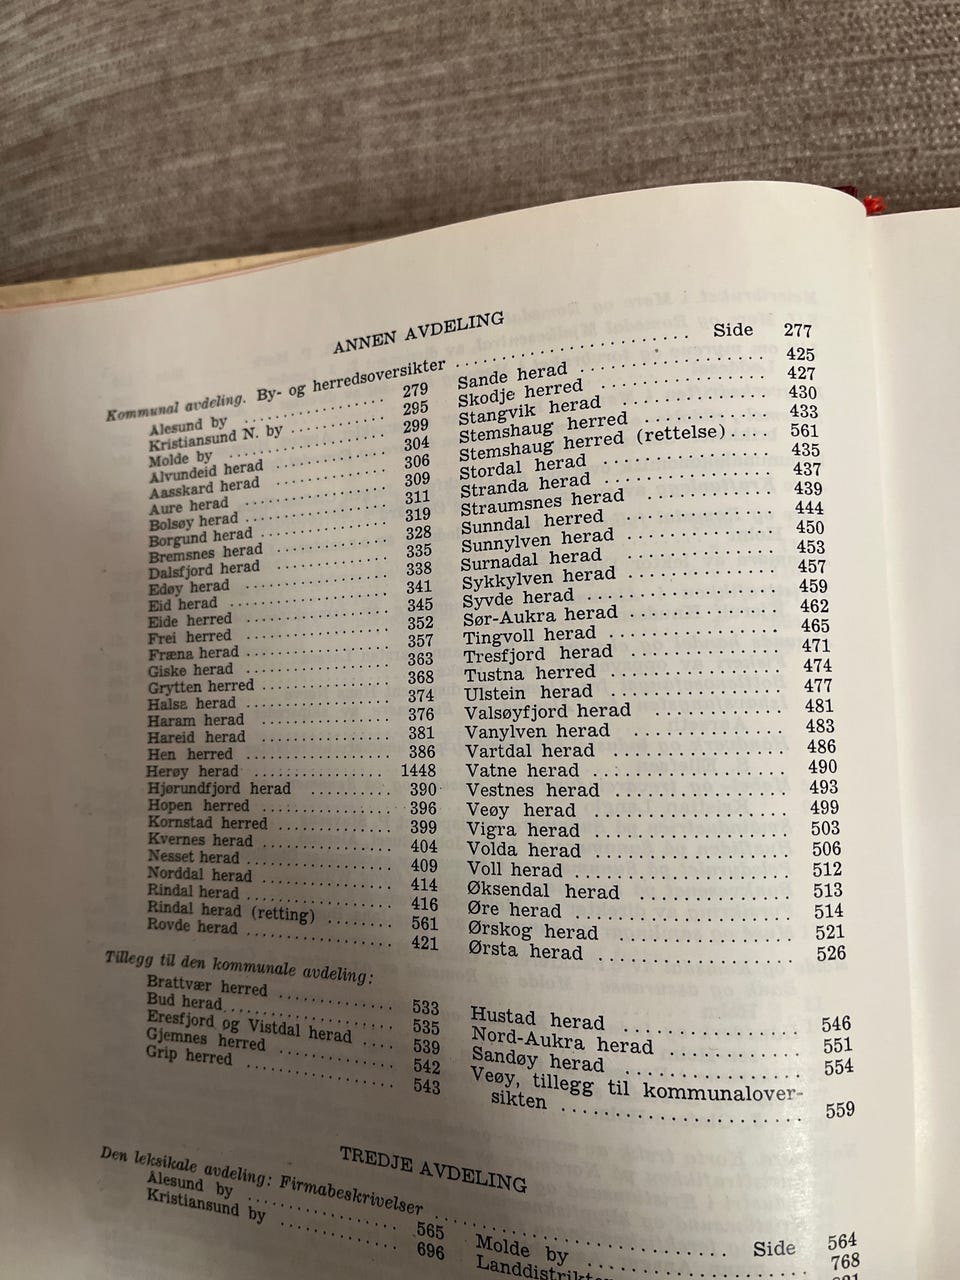 ANNEN AVDELING
Kommunal avdeling. By- og herredsoversikter ........ Side 277
Alesund by ........ 279
Kristiansund N. by ........ 295
Molde by ........ 299
Alvundeid herad ........ 304
Aasskard herad ........ 306
Aure herad ........ 309
Bolsøy herad ........ 311
Borgund herad ........ 319
Bremsnes herad ........ 328
Dalsfjord herad ........ 335
Edøy herad ........ 338
Eid herad ........ 341
Eide herred ........ 345
Frei herred ........ 352
Fræna herad ........ 357
Giske herad ........ 363
Grytten herred ........ 368
Halsa herad ........ 374
Haram herad ........ 376
Hareid herad ........ 381
Hen herred ........ 386
Herøy herad ........ 1448
Hjørundfjord herad ........ 390
Hopen herred ........ 396
Kornstad herred ........ 399
Kvernes herad ........ 404
Nesset herad ........ 409
Norddal herad ........ 414
Rindal herad ........ 416
Rindal herad (retting) ........ 561
Rovde herad ........ 421
Sande herad ........ 425
Skodje herred ........ 427
Stangvik herad ........ 430
Stemshaug herred ........ 433
Stemshaug herred (rettelse) .... 561
Stordal herad ........ 435
Stranda herad ........ 437
Straumsnes herad ........ 439
Sunndal herred ........ 444
Sunnylven herad ........ 450
Surnadal herad ........ 453
Sykkylven herad ........ 457
Syvde herad ........ 459
Sør-Aukra herad ........ 462
Tingvoll herad ........ 465
Tresfjord herad ........ 471
Tustna herred ........ 474
Ulstein herad ........ 477
Valsøyfjord herad ........ 481
Vanylven herad ........ 483
Vartdal herad ........ 486
Vatne herad ........ 490
Vestnes herad ........ 493
Veøy herad ........ 499
Vigra herad ........ 503
Volda herad ........ 506
Voll herad ........ 512
Øksendal herad ........ 513
Øre herad ........ 514
Ørskog herad ........ 521
Ørsta herad ........ 526
Tillegg til den kommunale avdeling:
Brattvær herred ........ 533
Bud herad ........ 535
Eresfjord og Vistdal herad .... 539
Gjemnes herred ........ 542
Grip herred ........ 543
Hustad herad ........ 546
Nord-Aukra herad ........ 551
Sandøy herad ........ 554
Veøy, tillegg til kommunalover-
sikten ........ 559
TREDJE AVDELING
Den leksikale avdeling: Firmabeskrivelser ........ Side 564
Alesund by ........ 565
Kristiansund by ........ 696
Molde by ........ 768